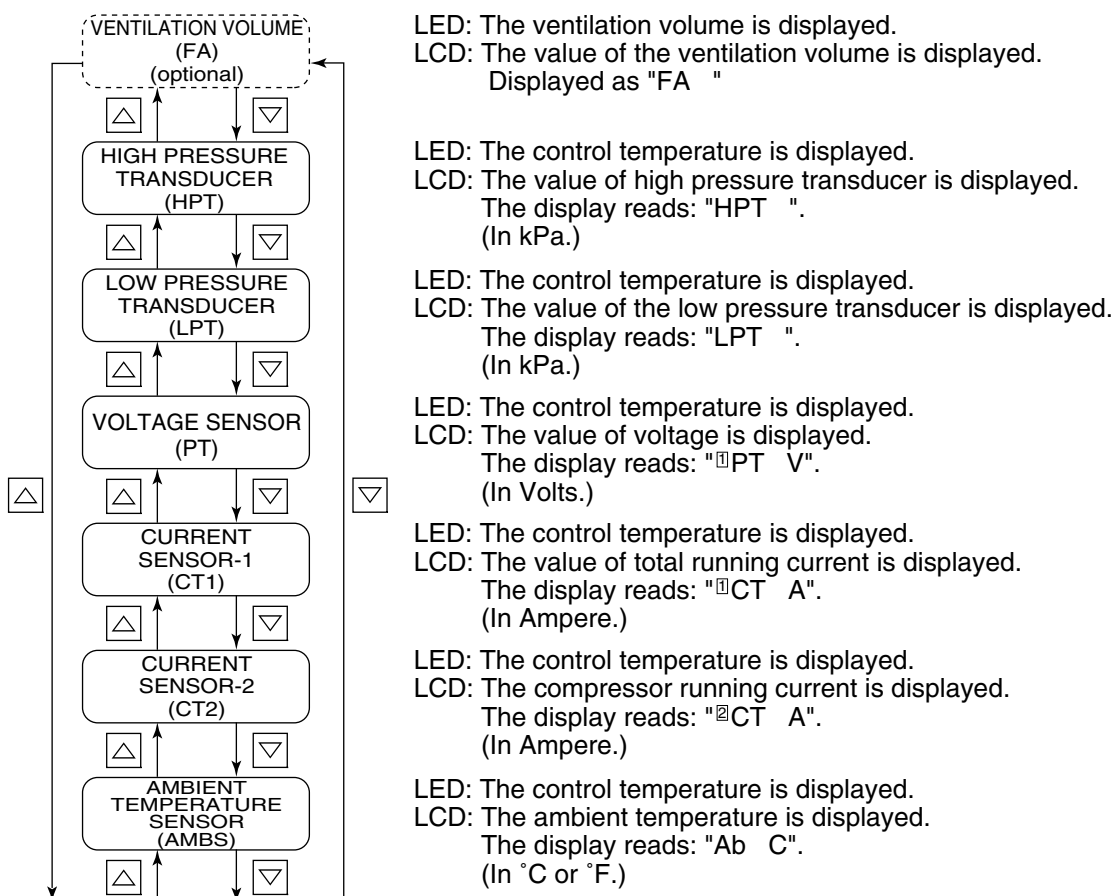 VENTILATION VOLUME
(FA)
(optional)
LED: The ventilation volume is displayed.
LCD: The value of the ventilation volume is displayed.
Displayed as "FA   "
△ ▽
HIGH PRESSURE
TRANSDUCER
(HPT)
LED: The control temperature is displayed.
LCD: The value of high pressure transducer is displayed.
The display reads: "HPT   ".
(In kPa.)
△ ▽
LOW PRESSURE
TRANSDUCER
(LPT)
LED: The control temperature is displayed.
LCD: The value of the low pressure transducer is displayed.
The display reads: "LPT   ".
(In kPa.)
△ ▽
VOLTAGE SENSOR
(PT)
LED: The control temperature is displayed.
LCD: The value of voltage is displayed.
The display reads: "1PT   V".
(In Volts.)
△ △ ▽ ▽
CURRENT
SENSOR-1
(CT1)
LED: The control temperature is displayed.
LCD: The value of total running current is displayed.
The display reads: "1CT   A".
(In Ampere.)
△ ▽
CURRENT
SENSOR-2
(CT2)
LED: The control temperature is displayed.
LCD: The compressor running current is displayed.
The display reads: "2CT   A".
(In Ampere.)
△ ▽
AMBIENT
TEMPERATURE
SENSOR
(AMBS)
LED: The control temperature is displayed.
LCD: The ambient temperature is displayed.
The display reads: "Ab   C".
(In ˚C or ˚F.)
△ ▽